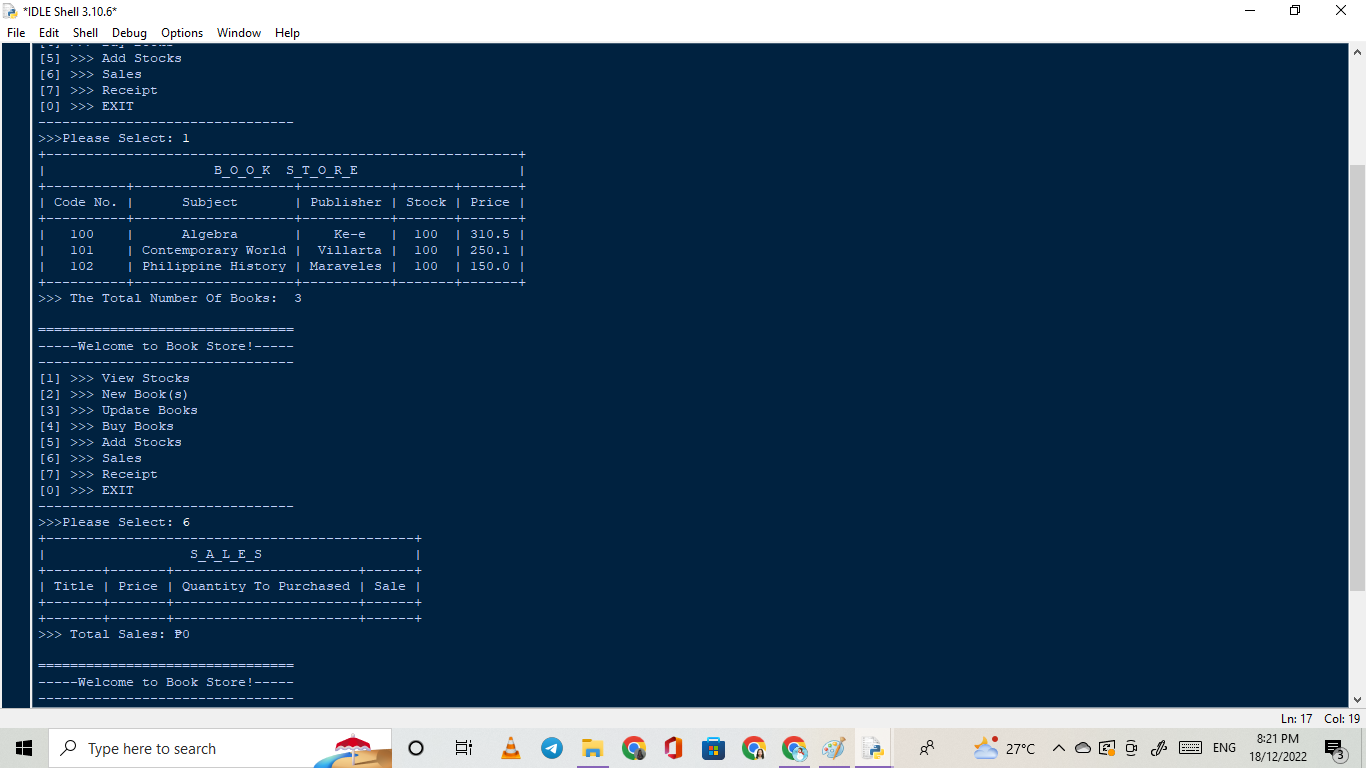 *IDLE Shell 3.10.6*
File Edit Shell Debug Options Window Help
[5] >>> Add Stocks
[6] >>> Sales
[7] >>> Receipt
[0] >>> EXIT
--------------------------------
>>>Please Select: 1
+-----------------------------------------------------------+
|                     B_O_O_K  S_T_O_R_E                    |
+----------+--------------------+-----------+-------+-------+
| Code No. |      Subject       | Publisher | Stock | Price |
+----------+--------------------+-----------+-------+-------+
|   100    |      Algebra       |    Ke-e   |  100  | 310.5 |
|   101    | Contemporary World |  Villarta |  100  | 250.1 |
|   102    | Philippine History | Maraveles |  100  | 150.0 |
+----------+--------------------+-----------+-------+-------+
>>> The Total Number Of Books:  3
================================
-----Welcome to Book Store!-----
--------------------------------
[1] >>> View Stocks
[2] >>> New Book(s)
[3] >>> Update Books
[4] >>> Buy Books
[5] >>> Add Stocks
[6] >>> Sales
[7] >>> Receipt
[0] >>> EXIT
--------------------------------
>>>Please Select: 6
+----------------------------------------------+
|                  S_A_L_E_S                   |
+-------+-------+-----------------------+------+
| Title | Price | Quantity To Purchased | Sale |
+-------+-------+-----------------------+------+
+-------+-------+-----------------------+------+
>>> Total Sales: ₱0
================================
-----Welcome to Book Store!-----
--------------------------------
Ln: 17 Col: 19
Type here to search
27°C
ENG
8:21 PM
18/12/2022
3